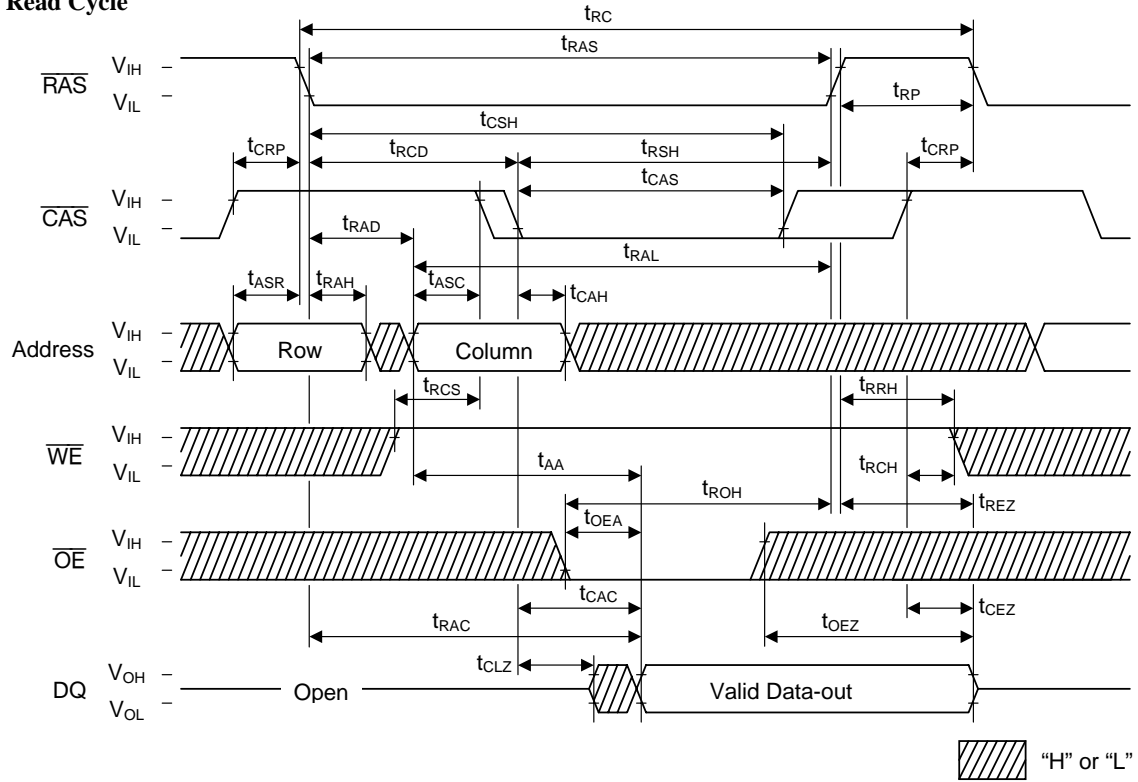 Read Cycle
tRC
tRAS
RAS
VIH
VIL
tRP
tCSH
tCRP
tRCD
tRSH
tCRP
tCAS
CAS
VIH
VIL
tRAD
tRAL
tASR
tRAH
tASC
tCAH
Address
VIH
VIL
Row
Column
tRCS
tRRH
WE
VIH
VIL
tAA
tRCH
tROH
tREZ
tOEA
OE
VIH
VIL
tCAC
tCEZ
tRAC
tOEZ
tCLZ
DQ
VOH
VOL
Open
Valid Data-out
“H” or “L”